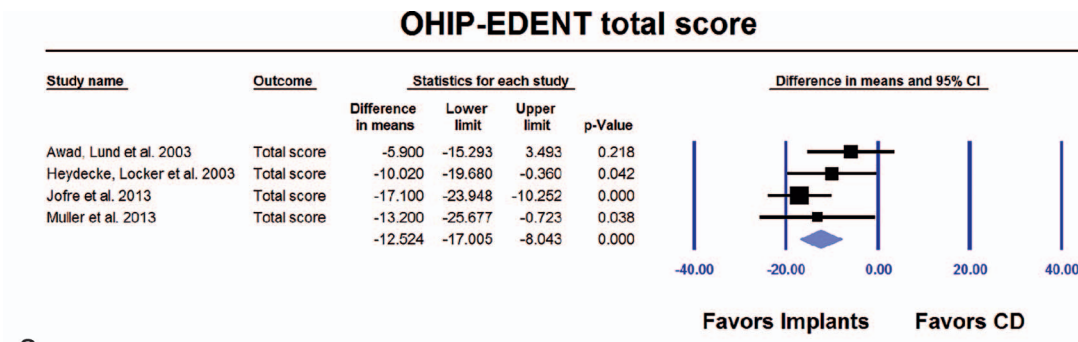 OHIP-EDENT total score
Study name Outcome Statistics for each study Difference in means and 95% CI
Difference in means Lower limit Upper limit p-Value
Awad, Lund et al. 2003 Total score -5.900 -15.293 3.493 0.218
Heydecke, Locker et al. 2003 Total score -10.020 -19.680 -0.360 0.042
Jofre et al. 2013 Total score -17.100 -23.948 -10.252 0.000
Muller et al. 2013 Total score -13.200 -25.677 -0.723 0.038
-12.524 -17.005 -8.043 0.000
-40.00 -20.00 0.00 20.00 40.00
Favors Implants Favors CD